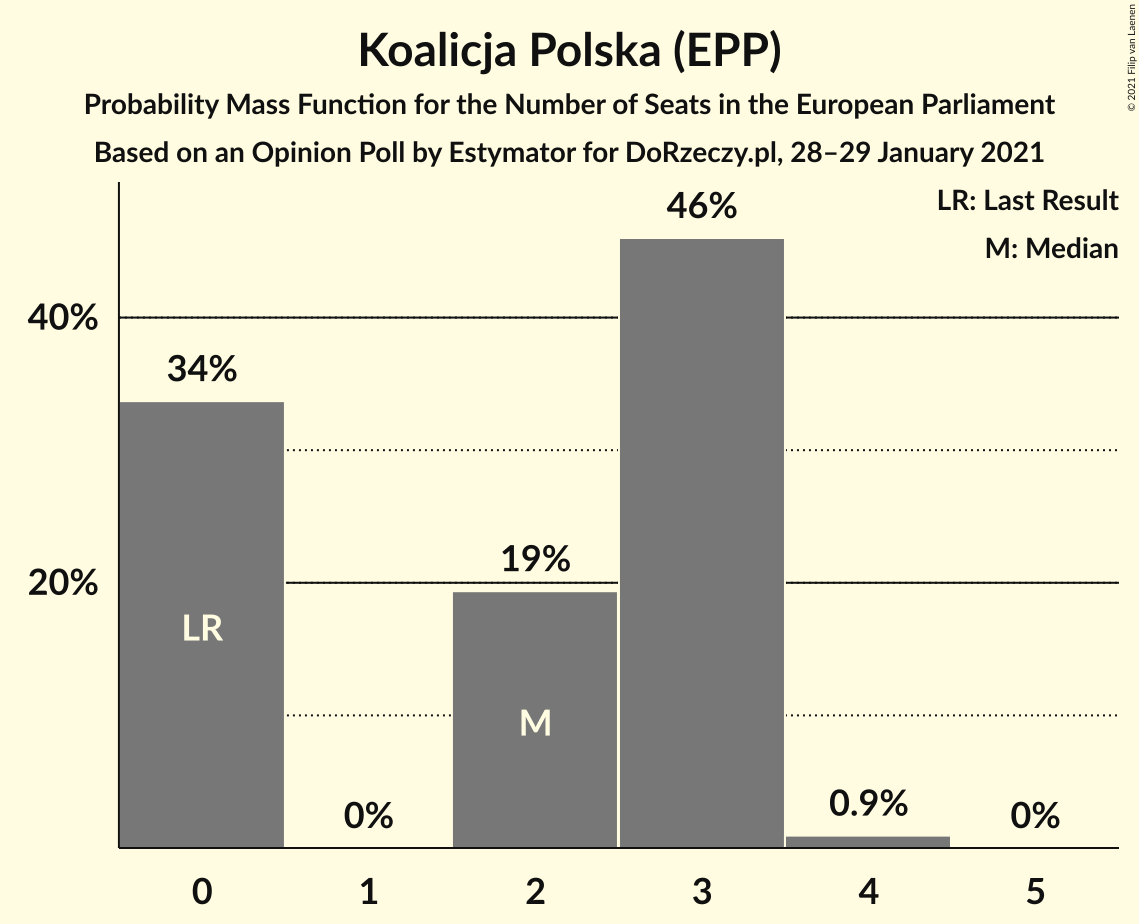 Koalicja Polska (EPP)
Probability Mass Function for the Number of Seats in the European Parliament
Based on an Opinion Poll by Estymator for DoRzeczy.pl, 28–29 January 2021
© 2021 Filip van Laenen
LR: Last Result
M: Median
46%
40%
34%
19%
20%
LR
M
0%
0.9%
0%
0 1 2 3 4 5